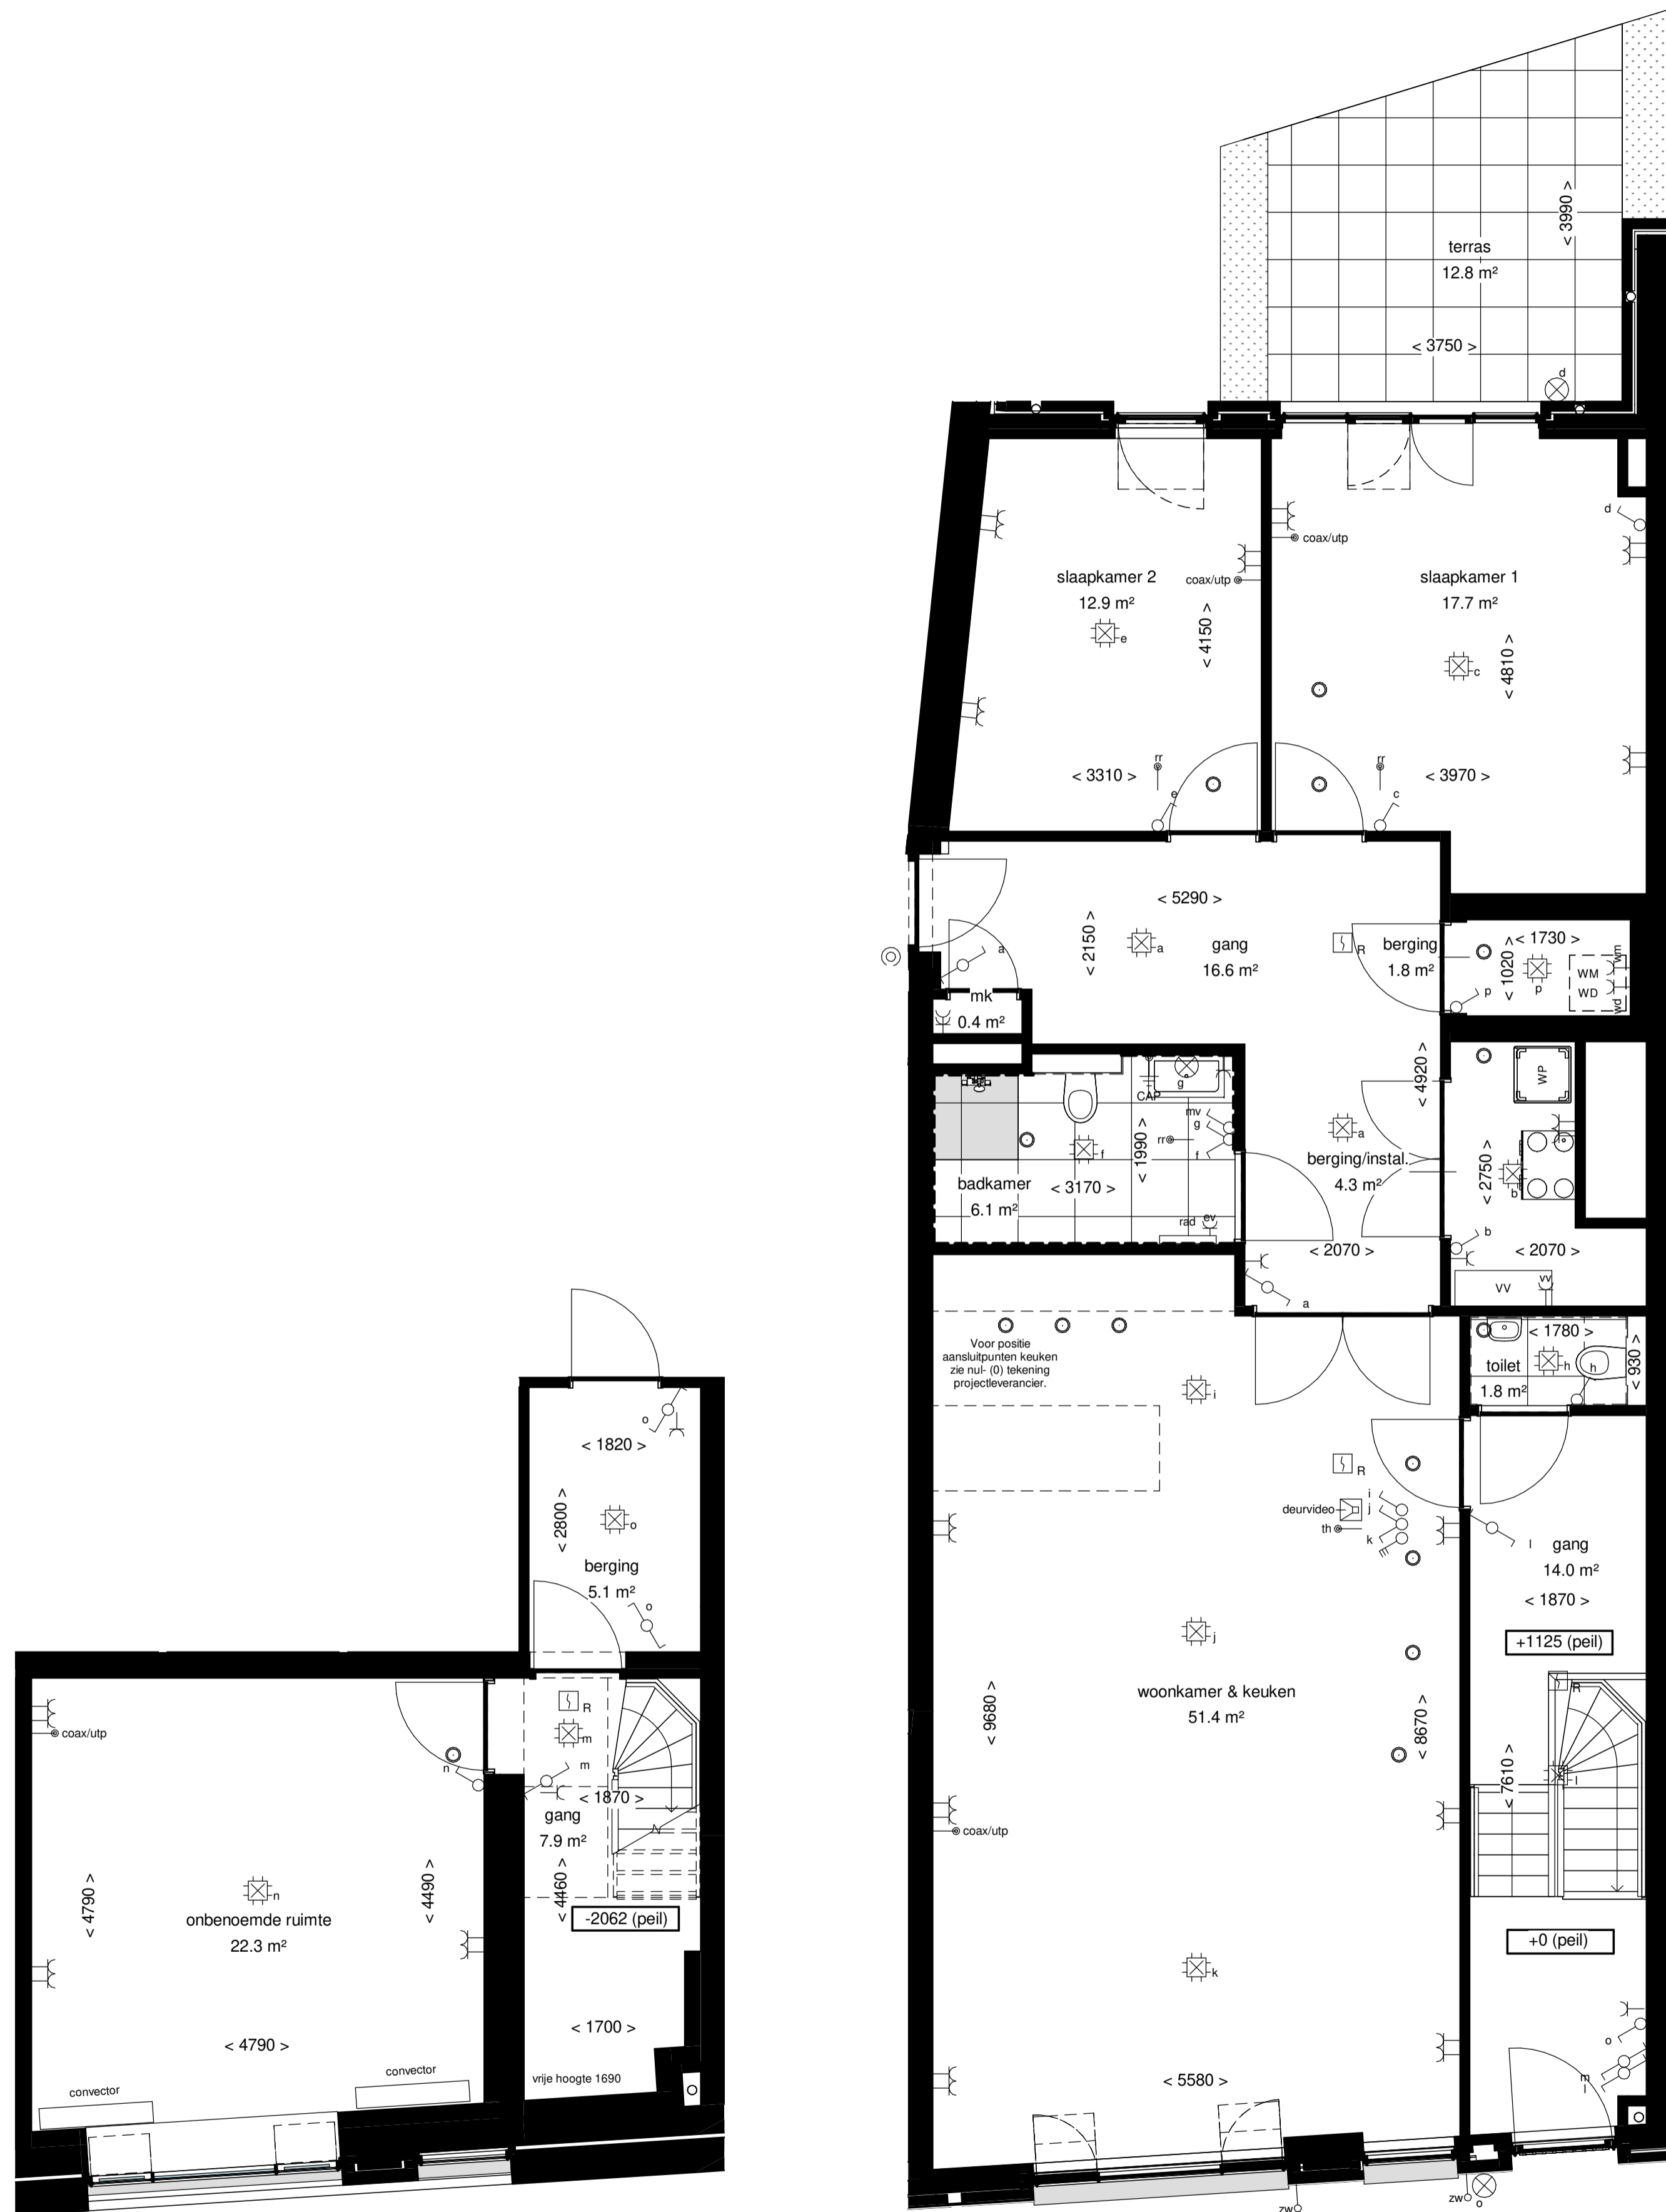 < 3990 >
terras
12.8 m²
< 3750 >
d
d
coax/utp
slaapkamer 2
12.9 m²
coax/utp
e
< 4150 >
slaapkamer 1
17.7 m²
c
< 4810 >
rr
< 3310 >
e
rr
< 3970 >
c
< 5290 >
< 2150 >
a
a
gang
16.6 m²
R
berging
1.8 m²
< 1730 >
< 1020 >
p
p
WM
WD
wm
wd
mk
0.4 m²
< 4920 >
WP
g
CAP
mv
g
rr
f
f
< 1990 >
badkamer
6.1 m²
< 3170 >
rad
ev
a
berging/instal.
4.3 m²
< 2750 >
b
b
< 2070 >
< 2070 >
VV
vv
a
Voor positie
aansluitpunten keuken
zie nul- (0) tekening
projectleverancier.
i
toilet
1.8 m²
< 1780 >
h
h
< 930 >
R
deurvideo
i
j
th
k
l
gang
14.0 m²
< 1870 >
+1125 (peil)
R
j
woonkamer & keuken
51.4 m²
< 9680 >
< 8670 >
< 7610 >
l
coax/utp
+0 (peil)
k
o
m
l
< 5580 >
zw
zw
o
o
< 1820 >
< 2800 >
o
berging
5.1 m²
o
coax/utp
n
R
m
m
< 1870 >
gang
7.9 m²
< 4460 >
-2062 (peil)
< 4790 >
n
< 4490 >
onbenoemde ruimte
22.3 m²
< 4790 >
< 1700 >
convector
convector
vrije hoogte 1690